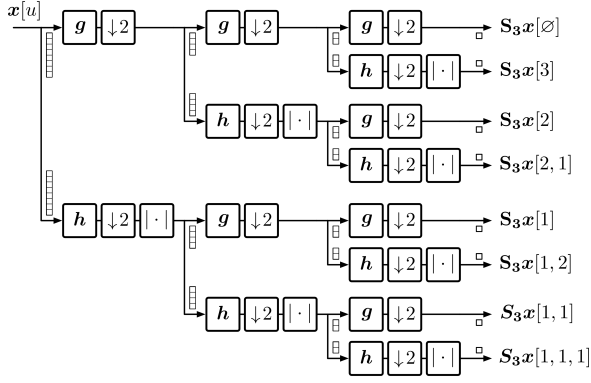 x[u]
g ↓2 g ↓2 g ↓2 S₃x[∅]
h ↓2 |·| S₃x[3]
h ↓2 |·| g ↓2 S₃x[2]
h ↓2 |·| S₃x[2,1]
h ↓2 |·| g ↓2 g ↓2 S₃x[1]
h ↓2 |·| S₃x[1,2]
h ↓2 |·| g ↓2 S₃x[1,1]
h ↓2 |·| S₃x[1,1,1]